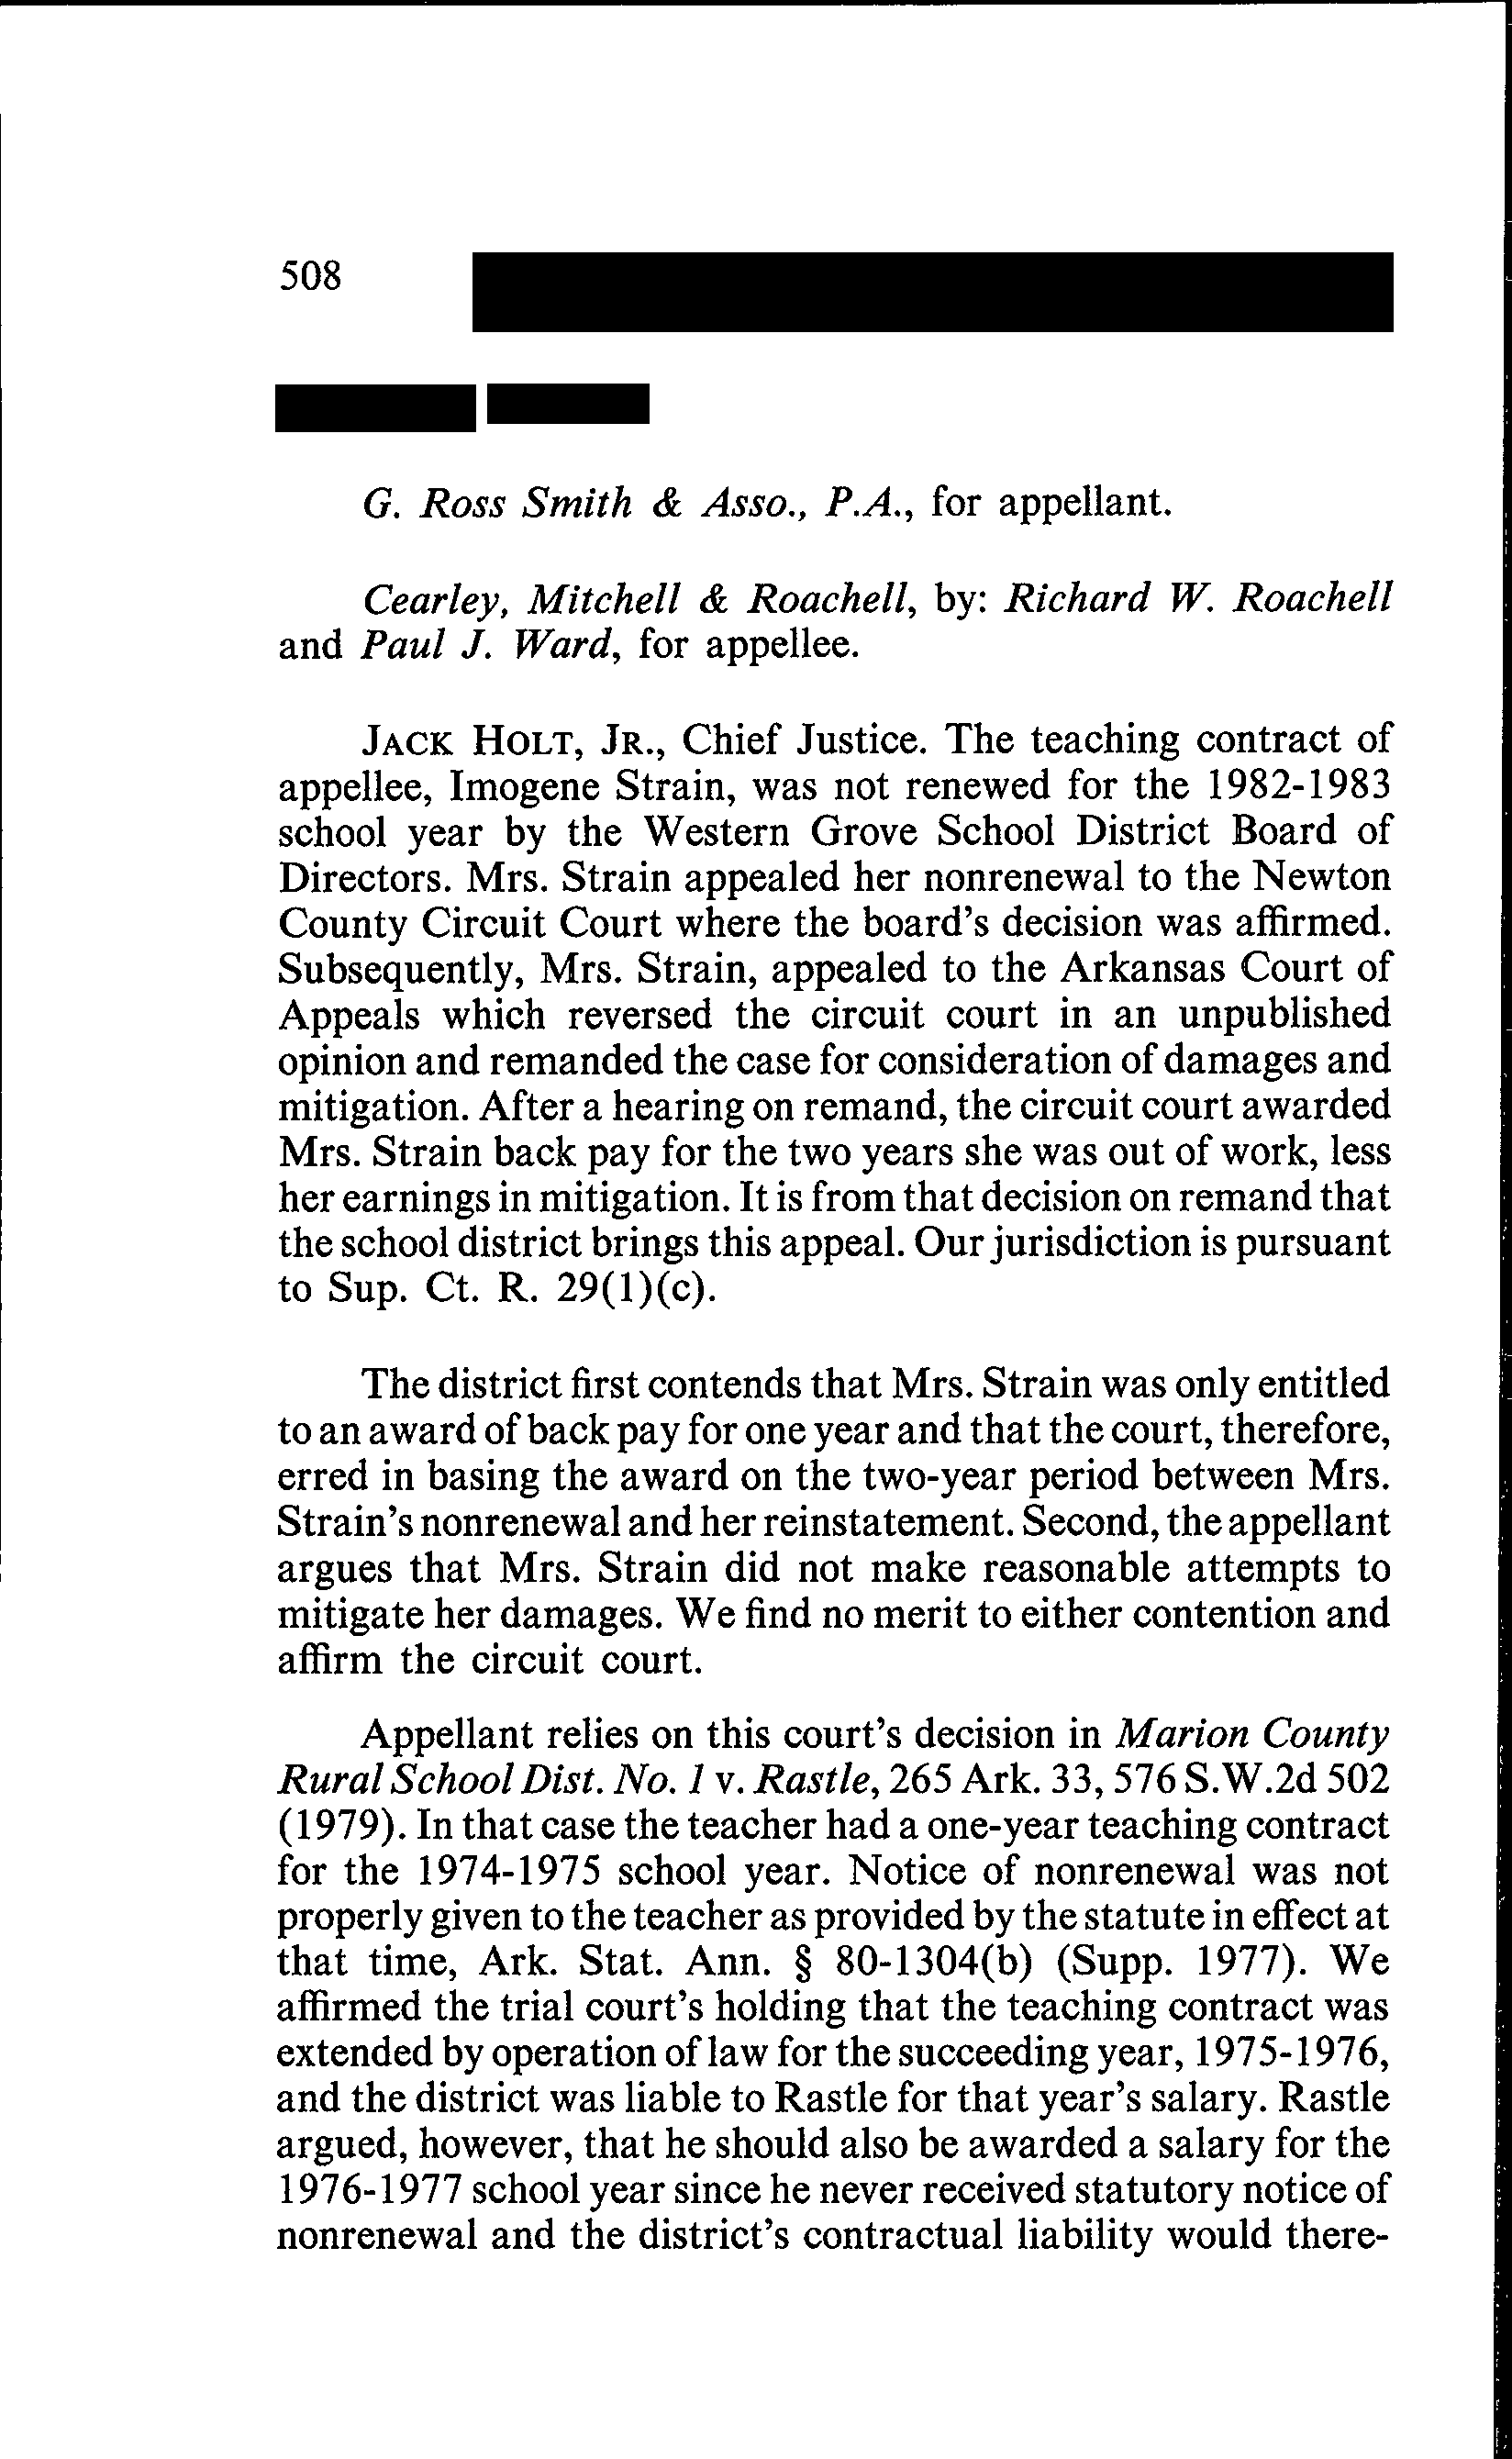 508
G. Ross Smith & Asso., P.A., for appellant.
Cearley, Mitchell & Roachell, by: Richard W. Roachell
and Paul J. Ward, for appellee.
JACK HOLT, JR., Chief Justice. The teaching contract of
appellee, Imogene Strain, was not renewed for the 1982-1983
school year by the Western Grove School District Board of
Directors. Mrs. Strain appealed her nonrenewal to the Newton
County Circuit Court where the board's decision was affirmed.
Subsequently, Mrs. Strain, appealed to the Arkansas Court of
Appeals which reversed the circuit court in an unpublished
opinion and remanded the case for consideration of damages and
mitigation. After a hearing on remand, the circuit court awarded
Mrs. Strain back pay for the two years she was out of work, less
her earnings in mitigation. It is from that decision on remand that
the school district brings this appeal. Our jurisdiction is pursuant
to Sup. Ct. R. 29(1)(c).
The district first contends that Mrs. Strain was only entitled
to an award of back pay for one year and that the court, therefore,
erred in basing the award on the two-year period between Mrs.
Strain's nonrenewal and her reinstatement. Second, the appellant
argues that Mrs. Strain did not make reasonable attempts to
mitigate her damages. We find no merit to either contention and
affirm the circuit court.
Appellant relies on this court's decision in Marion County
Rural School Dist. No. 1 v. Rastle, 265 Ark. 33, 576 S.W.2d 502
(1979). In that case the teacher had a one-year teaching contract
for the 1974-1975 school year. Notice of nonrenewal was not
properly given to the teacher as provided by the statute in effect at
that time, Ark. Stat. Ann. § 80-1304(b) (Supp. 1977). We
affirmed the trial court's holding that the teaching contract was
extended by operation of law for the succeeding year, 1975-1976,
and the district was liable to Rastle for that year's salary. Rastle
argued, however, that he should also be awarded a salary for the
1976-1977 school year since he never received statutory notice of
nonrenewal and the district's contractual liability would there-